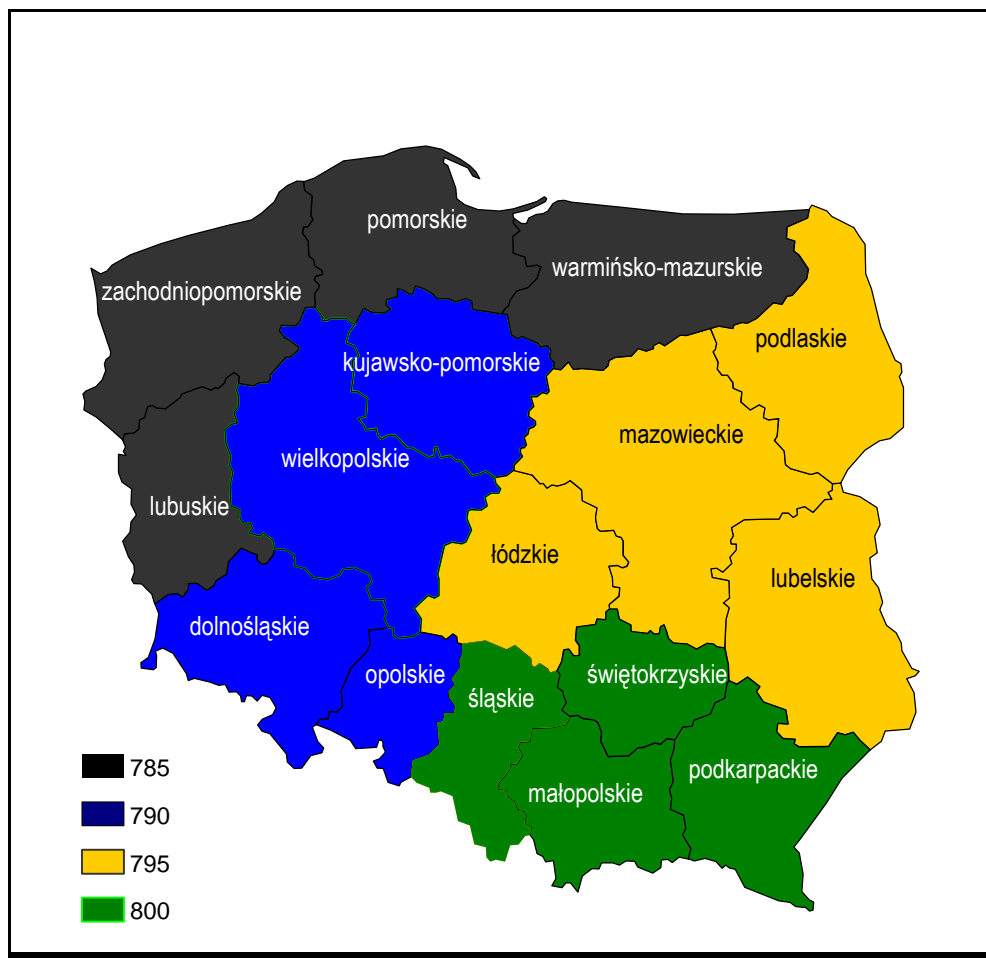 pomorskie
warmińsko-mazurskie
zachodniopomorskie
podlaskie
kujawsko-pomorskie
mazowieckie
wielkopolskie
lubuskie
łódzkie
lubelskie
dolnośląskie
opolskie
świętokrzyskie
śląskie
podkarpackie
małopolskie
785
790
795
800